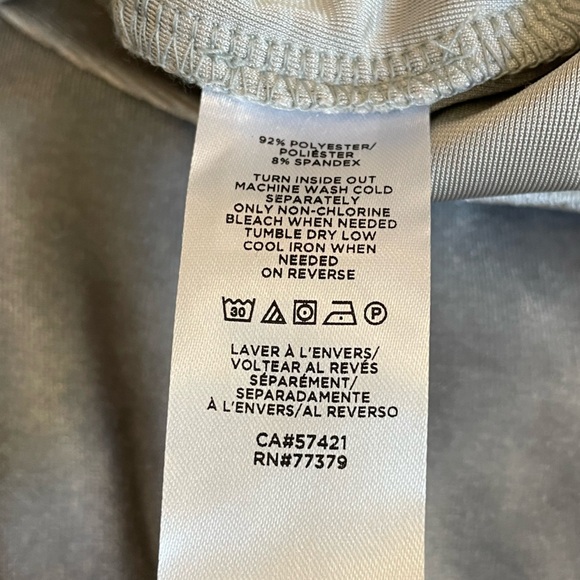 92% POLYESTER/
POLIÉSTER
8% SPANDEX
TURN INSIDE OUT
MACHINE WASH COLD
SEPARATELY
ONLY NON-CHLORINE
BLEACH WHEN NEEDED
TUMBLE DRY LOW
COOL IRON WHEN
NEEDED
ON REVERSE
30 P
LAVER À L'ENVERS/
VOLTEAR AL REVÉS
SÉPARÉMENT/
SEPARADAMENTE
À L'ENVERS/AL REVERSO
CA#57421
RN#77379